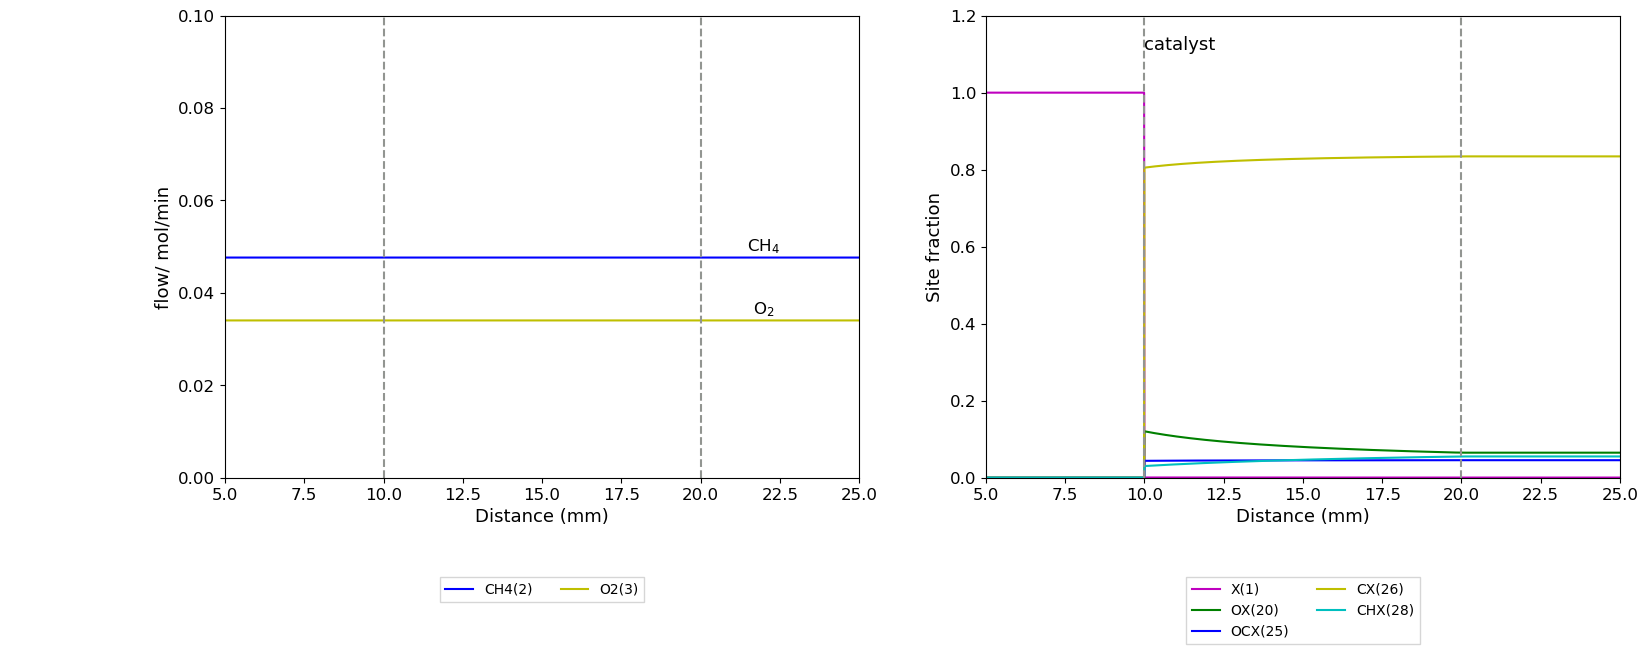 0.10
0.08
0.06
0.04
0.02
0.00
flow/ mol/min
CH₄
O₂
5.0 7.5 10.0 12.5 15.0 17.5 20.0 22.5 25.0
Distance (mm)
CH4(2) O2(3)
1.2
1.0
0.8
0.6
0.4
0.2
0.0
Site fraction
catalyst
5.0 7.5 10.0 12.5 15.0 17.5 20.0 22.5 25.0
Distance (mm)
X(1) CX(26)
OX(20) CHX(28)
OCX(25)